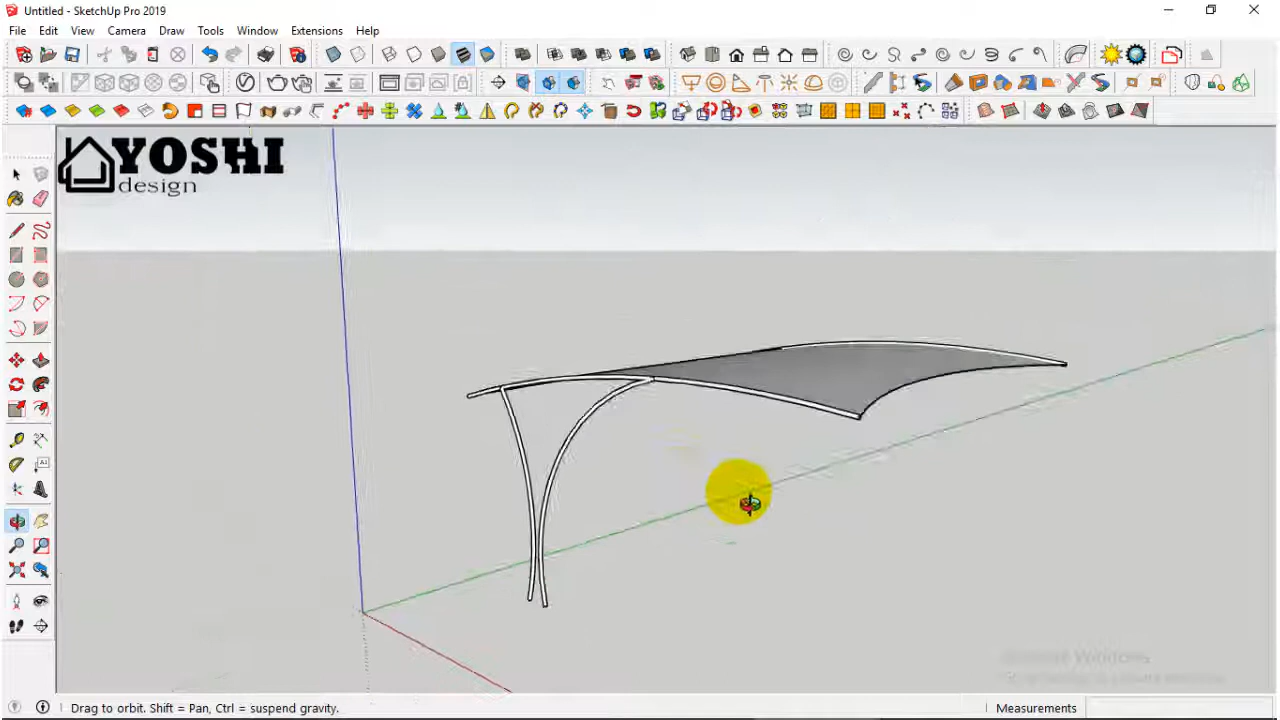 Untitled - SketchUp Pro 2019
File Edit View Camera Draw Tools Window Extensions Help
YOSHI
design
Drag to orbit. Shift = Pan, Ctrl = suspend gravity.
Measurements